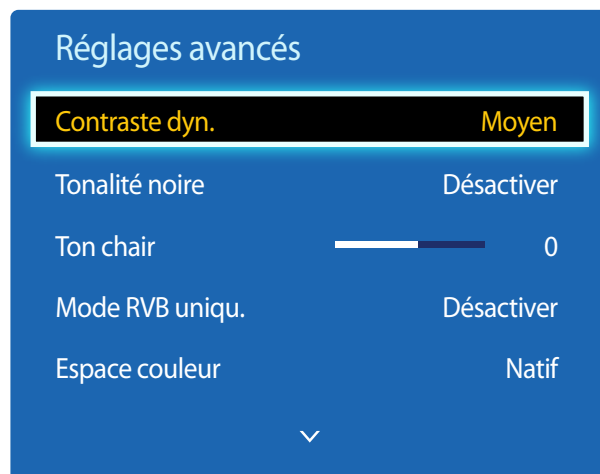 Réglages avancés
Contraste dyn. Moyen
Tonalité noire Désactiver
Ton chair 0
Mode RVB uniqu. Désactiver
Espace couleur Natif